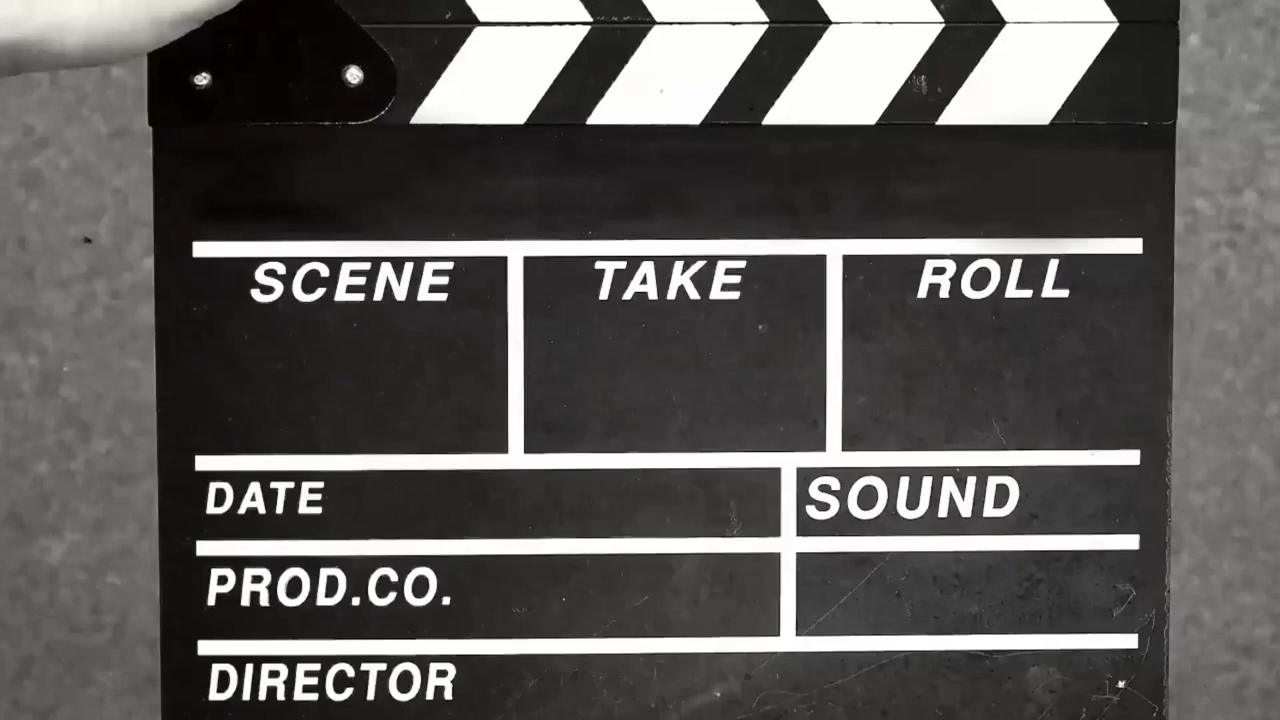 SCENE TAKE ROLL
DATE SOUND
PROD.CO.
DIRECTOR